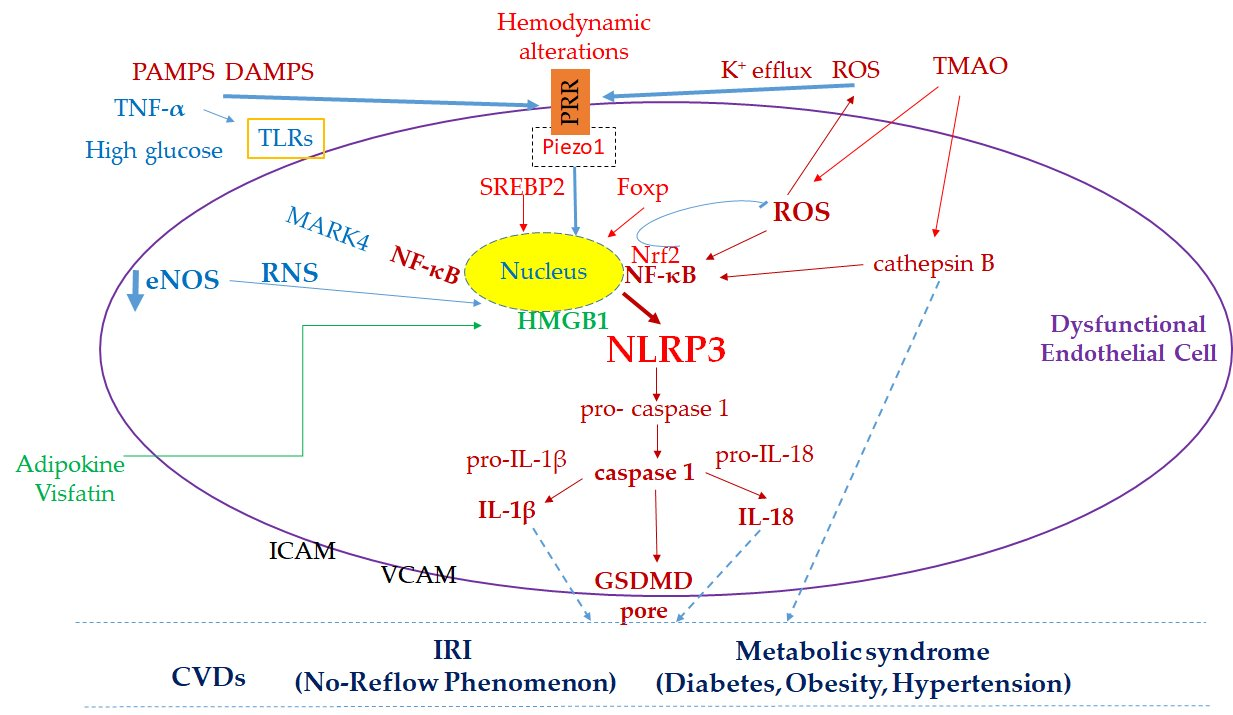 Hemodynamic
alterations
PAMPS DAMPS
K⁺ efflux ROS
TMAO
TNF-α
PRR
TLRs
High glucose
Piezo1
SREBP2
Foxp
MARK4
ROS
NF-κB
Nucleus
Nrf2
NF-κB
cathepsin B
eNOS
RNS
HMGB1
Dysfunctional
Endothelial Cell
NLRP3
pro- caspase 1
Adipokine
Visfatin
pro-IL-1β
caspase 1
pro-IL-18
IL-1β
IL-18
ICAM
VCAM
GSDMD
pore
CVDs
IRI
(No-Reflow Phenomenon)
Metabolic syndrome
(Diabetes, Obesity, Hypertension)